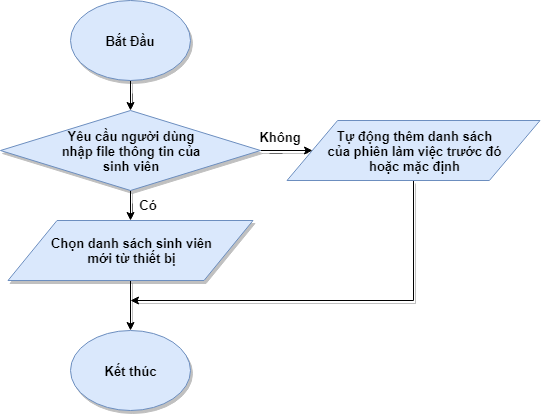 Bắt Đầu
Yêu cầu người dùng
nhập file thông tin của
sinh viên
Không
Tự động thêm danh sách
của phiên làm việc trước đó
hoặc mặc định
Có
Chọn danh sách sinh viên
mới từ thiết bị
Kết thúc